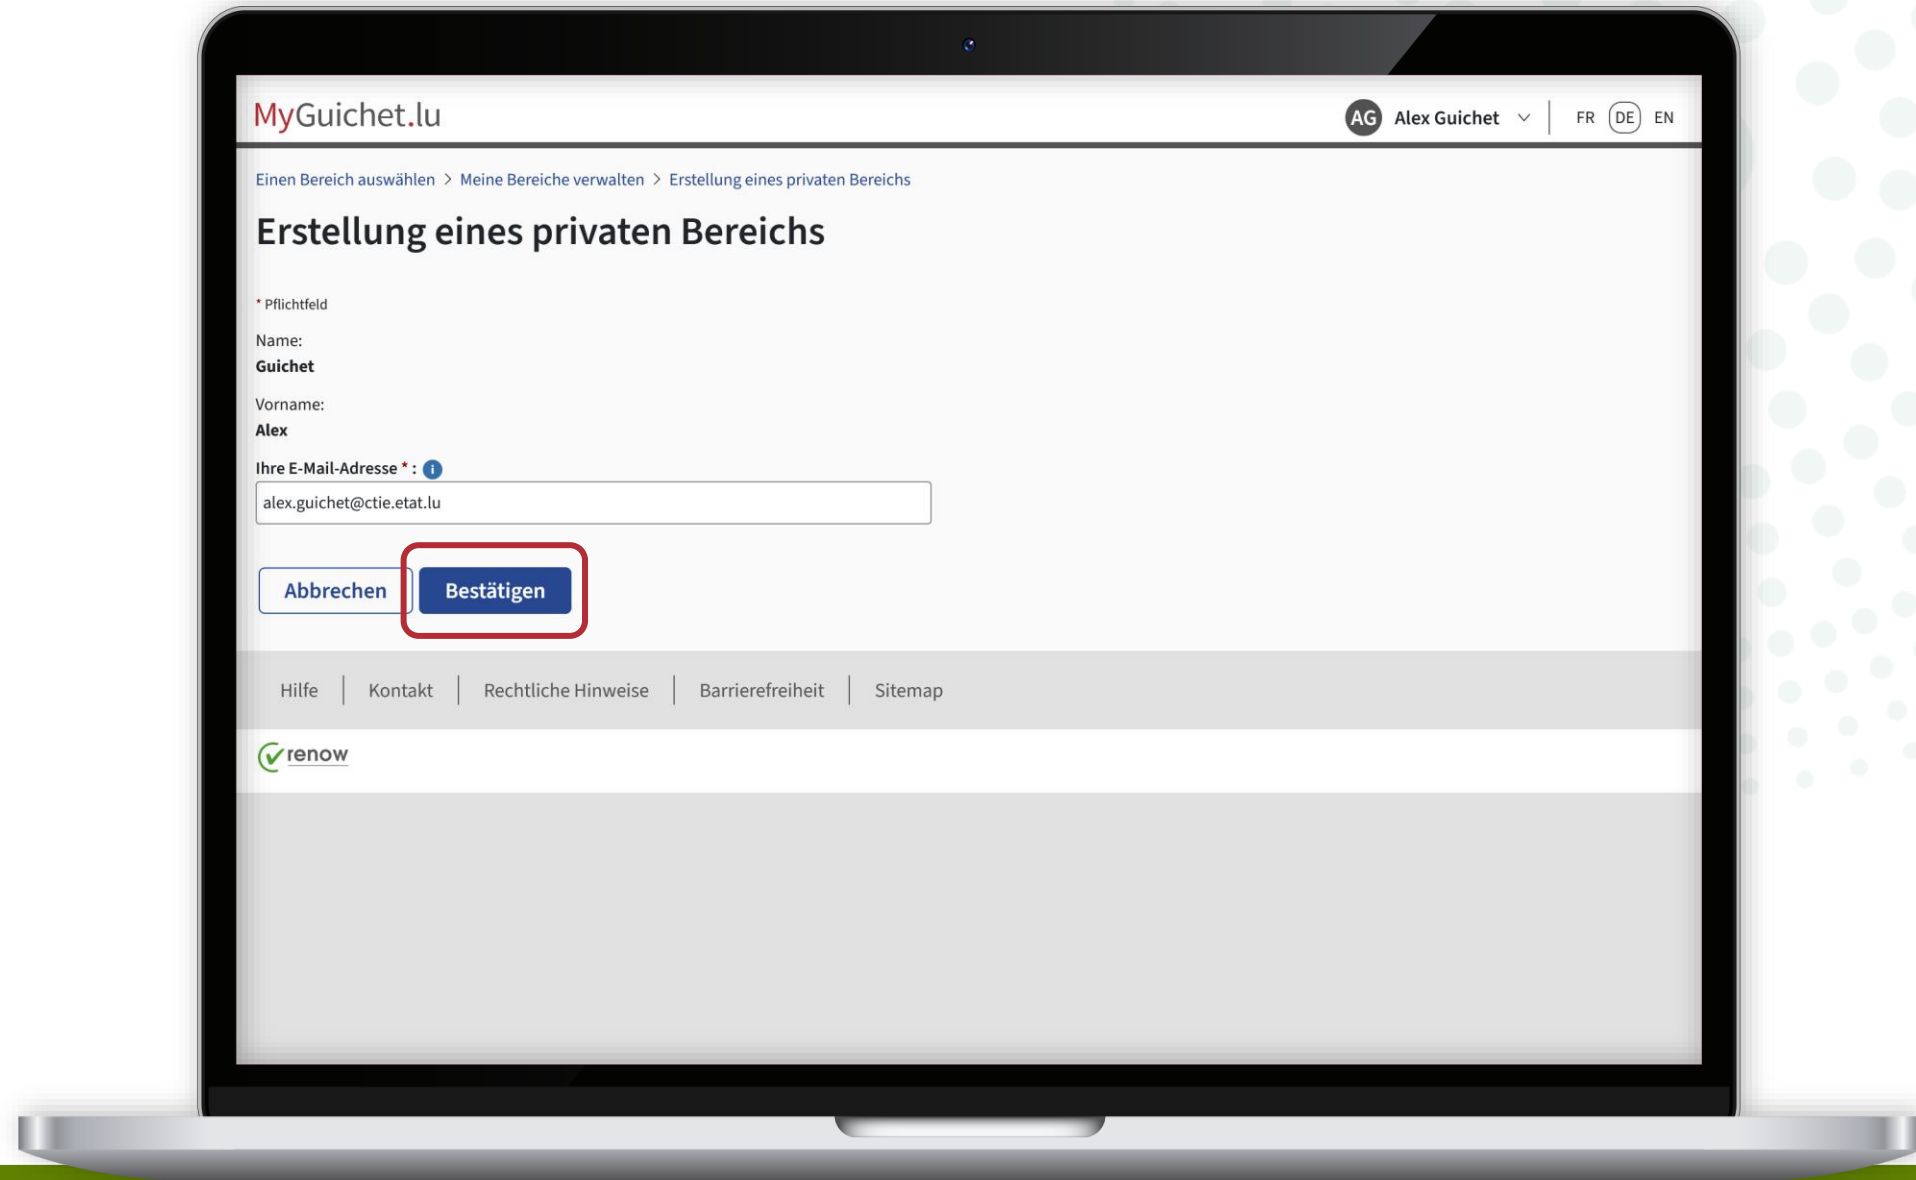 MyGuichet.lu
AG Alex Guichet FR DE EN
Einen Bereich auswählen > Meine Bereiche verwalten > Erstellung eines privaten Bereichs
Erstellung eines privaten Bereichs
* Pflichtfeld
Name:
Guichet
Vorname:
Alex
Ihre E-Mail-Adresse * : i
alex.guichet@ctie.etat.lu
Abbrechen Bestätigen
Hilfe | Kontakt | Rechtliche Hinweise | Barrierefreiheit | Sitemap
renow